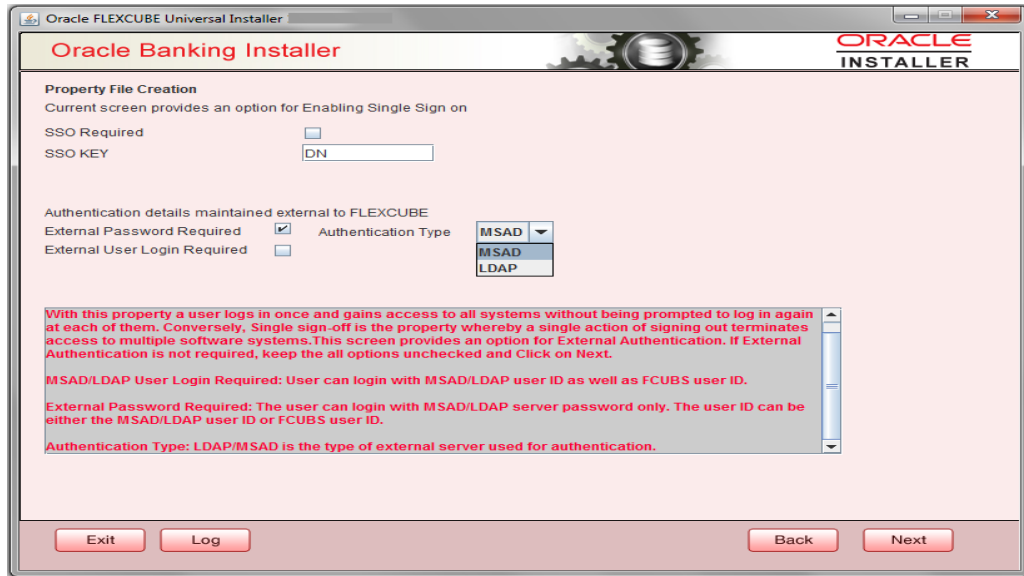 Oracle FLEXCUBE Universal Installer
Oracle Banking Installer
ORACLE
INSTALLER
Property File Creation
Current screen provides an option for Enabling Single Sign on
SSO Required
SSO KEY DN
Authentication details maintained external to FLEXCUBE
External Password Required Authentication Type MSAD
External User Login Required MSAD
LDAP
With this property a user logs in once and gains access to all systems without being prompted to log in again
at each of them. Conversely, Single sign-off is the property whereby a single action of signing out terminates
access to multiple software systems.This screen provides an option for External Authentication. If External
Authentication is not required, keep the all options unchecked and Click on Next.
MSAD/LDAP User Login Required: User can login with MSAD/LDAP user ID as well as FCUBS user ID.
External Password Required: The user can login with MSAD/LDAP server password only. The user ID can be
either the MSAD/LDAP user ID or FCUBS user ID.
Authentication Type: LDAP/MSAD is the type of external server used for authentication.
Exit Log Back Next